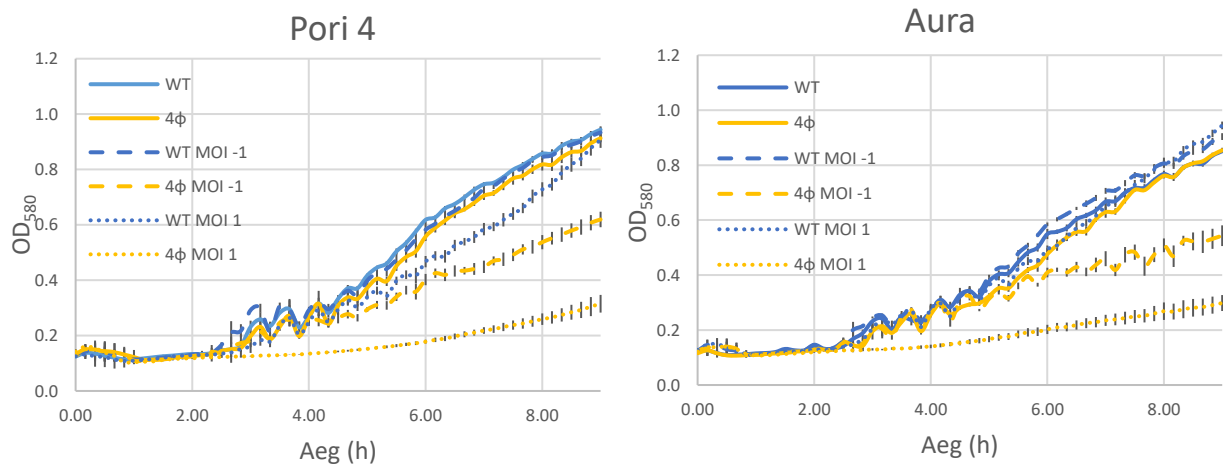 Pori 4
1.2
1.0
0.8
0.6
0.4
0.2
0.0
OD580
WT
4ϕ
WT MOI -1
4ϕ MOI -1
WT MOI 1
4ϕ MOI 1
0.00 2.00 4.00 6.00 8.00
Aeg (h)
Aura
1.2
1.0
0.8
0.6
0.4
0.2
0.0
OD580
WT
4ϕ
WT MOI -1
4ϕ MOI -1
WT MOI 1
4ϕ MOI 1
0.00 2.00 4.00 6.00 8.00
Aeg (h)